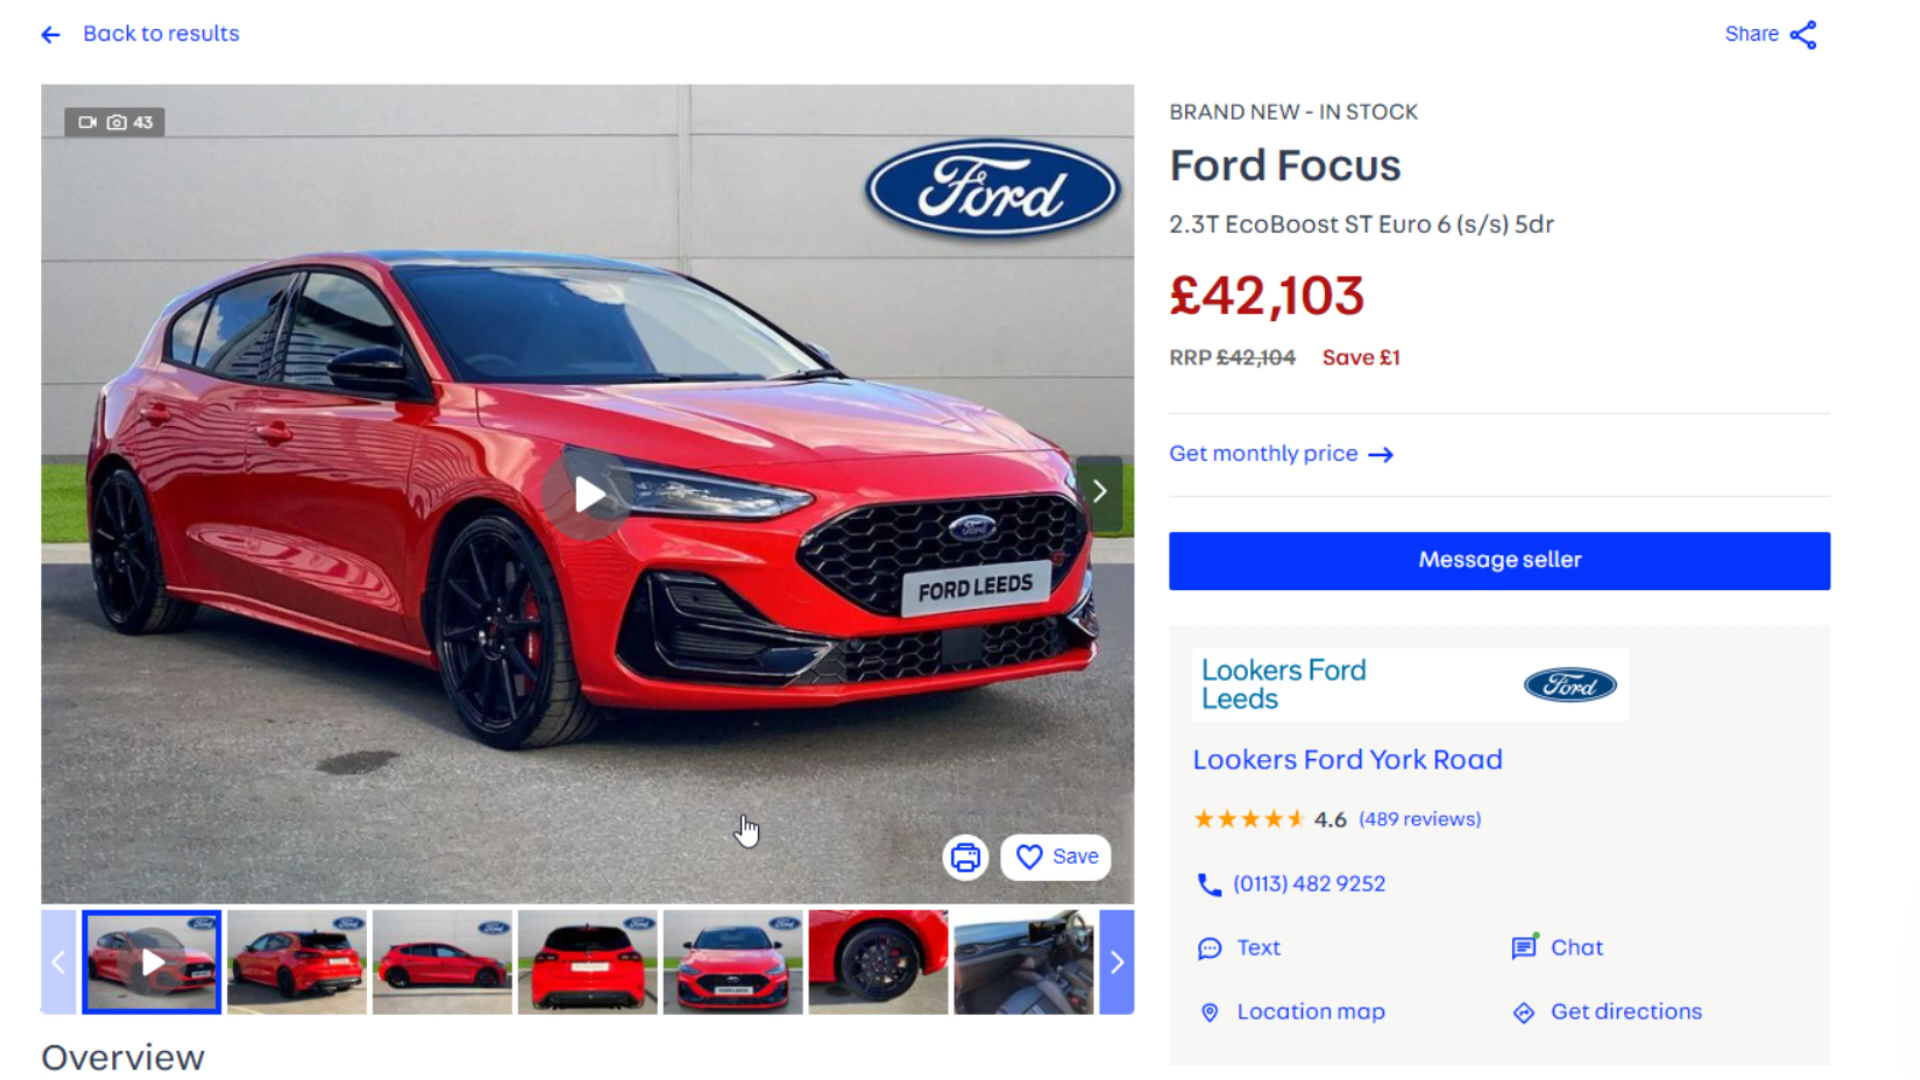 Back to results
Share
43
Ford
Ford
FORD LEEDS
Save
BRAND NEW - IN STOCK
Ford Focus
2.3T EcoBoost ST Euro 6 (s/s) 5dr
£42,103
RRP £42,104 Save £1
Get monthly price
Message seller
Lookers Ford
Leeds
Ford
Lookers Ford York Road
4.6 (489 reviews)
(0113) 482 9252
Text
Chat
Location map
Get directions
Overview